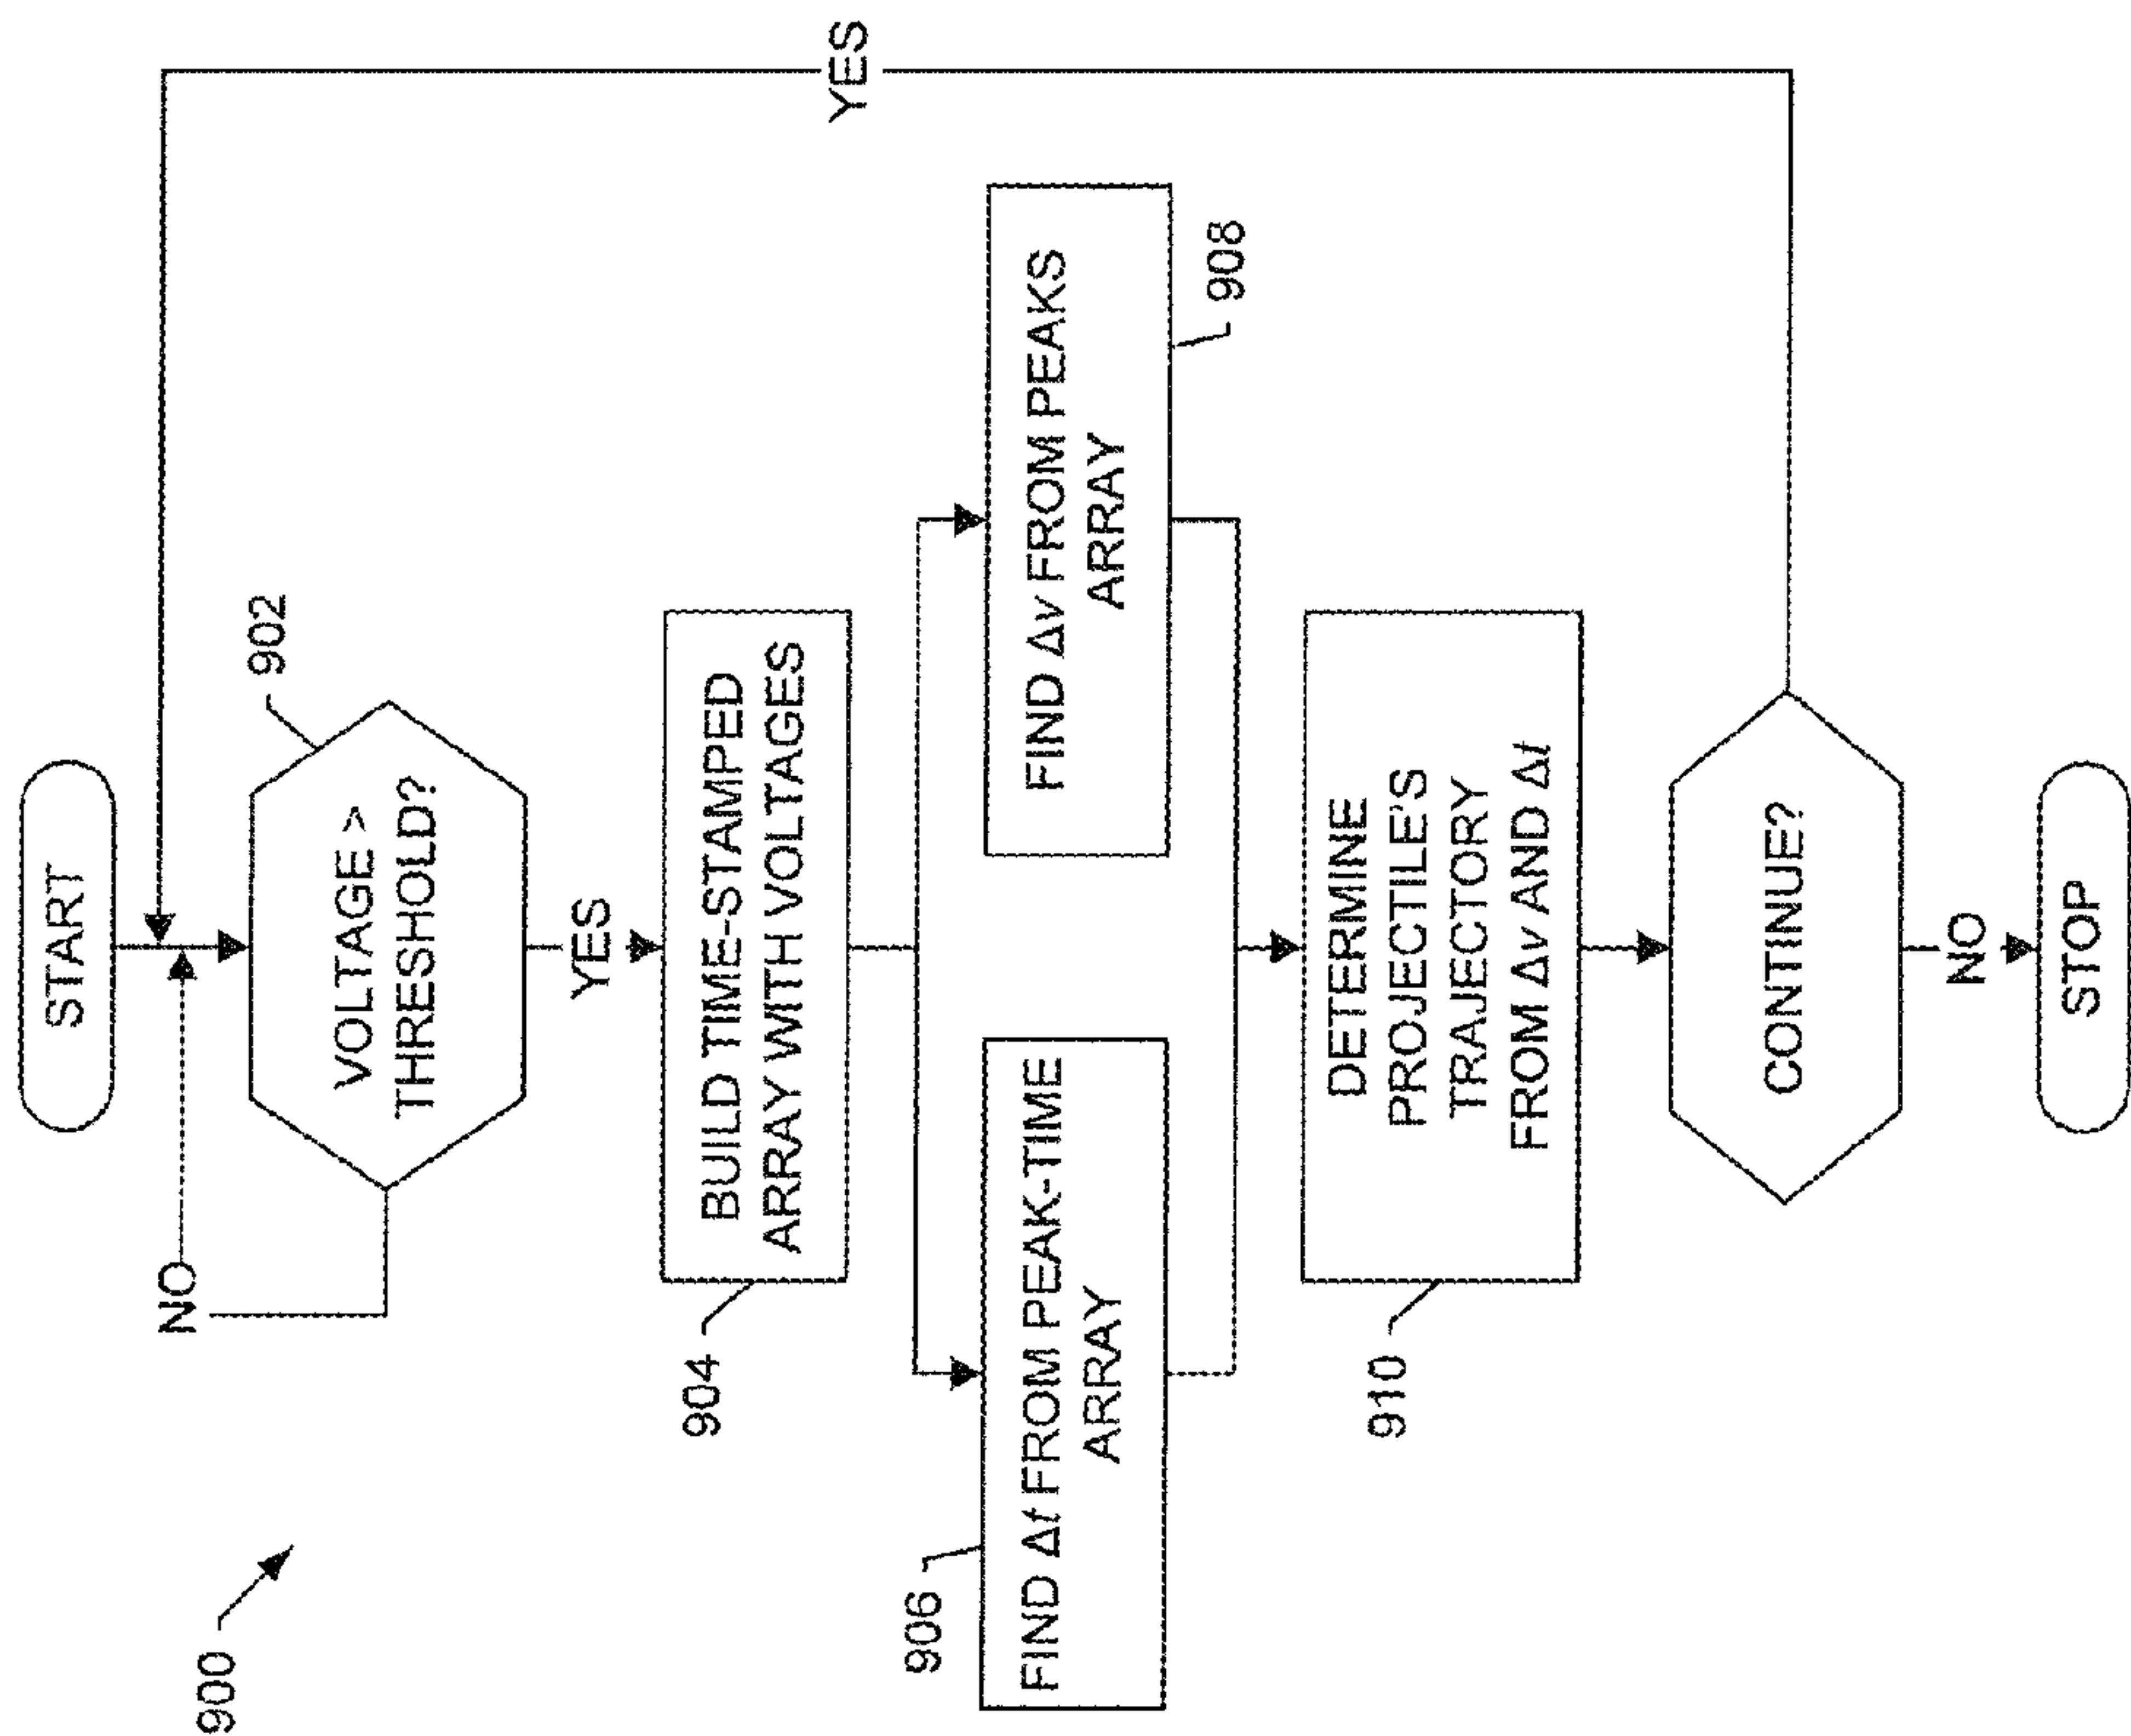 900
START
NO
VOLTAGE >
THRESHOLD?
902
YES
YES
904
BUILD TIME-STAMPED
ARRAY WITH VOLTAGES
906
FIND Δt FROM PEAK-TIME
ARRAY
FIND Δv FROM PEAKS
ARRAY
908
910
DETERMINE
PROJECTILE'S
TRAJECTORY
FROM Δv AND Δt
CONTINUE?
NO
STOP